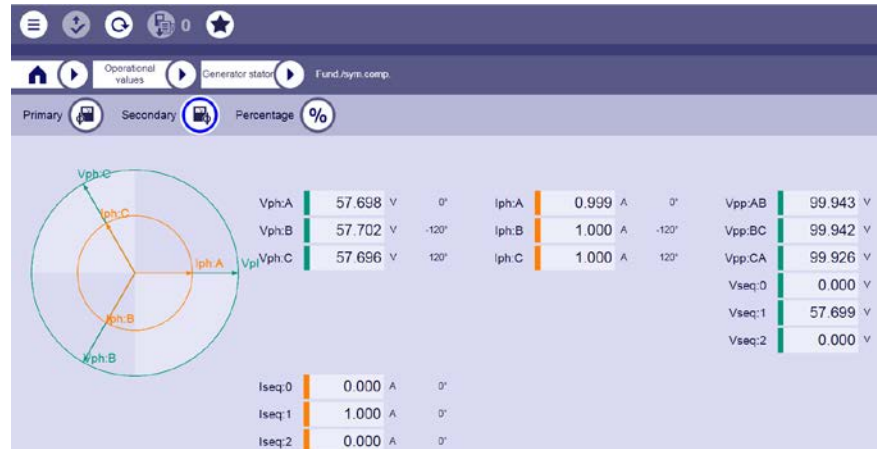 0
Operational
values
Generator stator
Fund./sym.comp.
Primary
Secondary
Percentage %
Vph:C
Iph:C
Iph:A
Vpl
Iph:B
Vph:B
Vph:A 57.698 V 0° Iph:A 0.999 A 0° Vpp:AB 99.943 V
Vph:B 57.702 V -120° Iph:B 1.000 A -120° Vpp:BC 99.942 V
Vph:C 57.696 V 120° Iph:C 1.000 A 120° Vpp:CA 99.926 V
Vseq:0 0.000 V
Vseq:1 57.699 V
Vseq:2 0.000 V
Iseq:0 0.000 A 0°
Iseq:1 1.000 A 0°
Iseq:2 0.000 A 0°